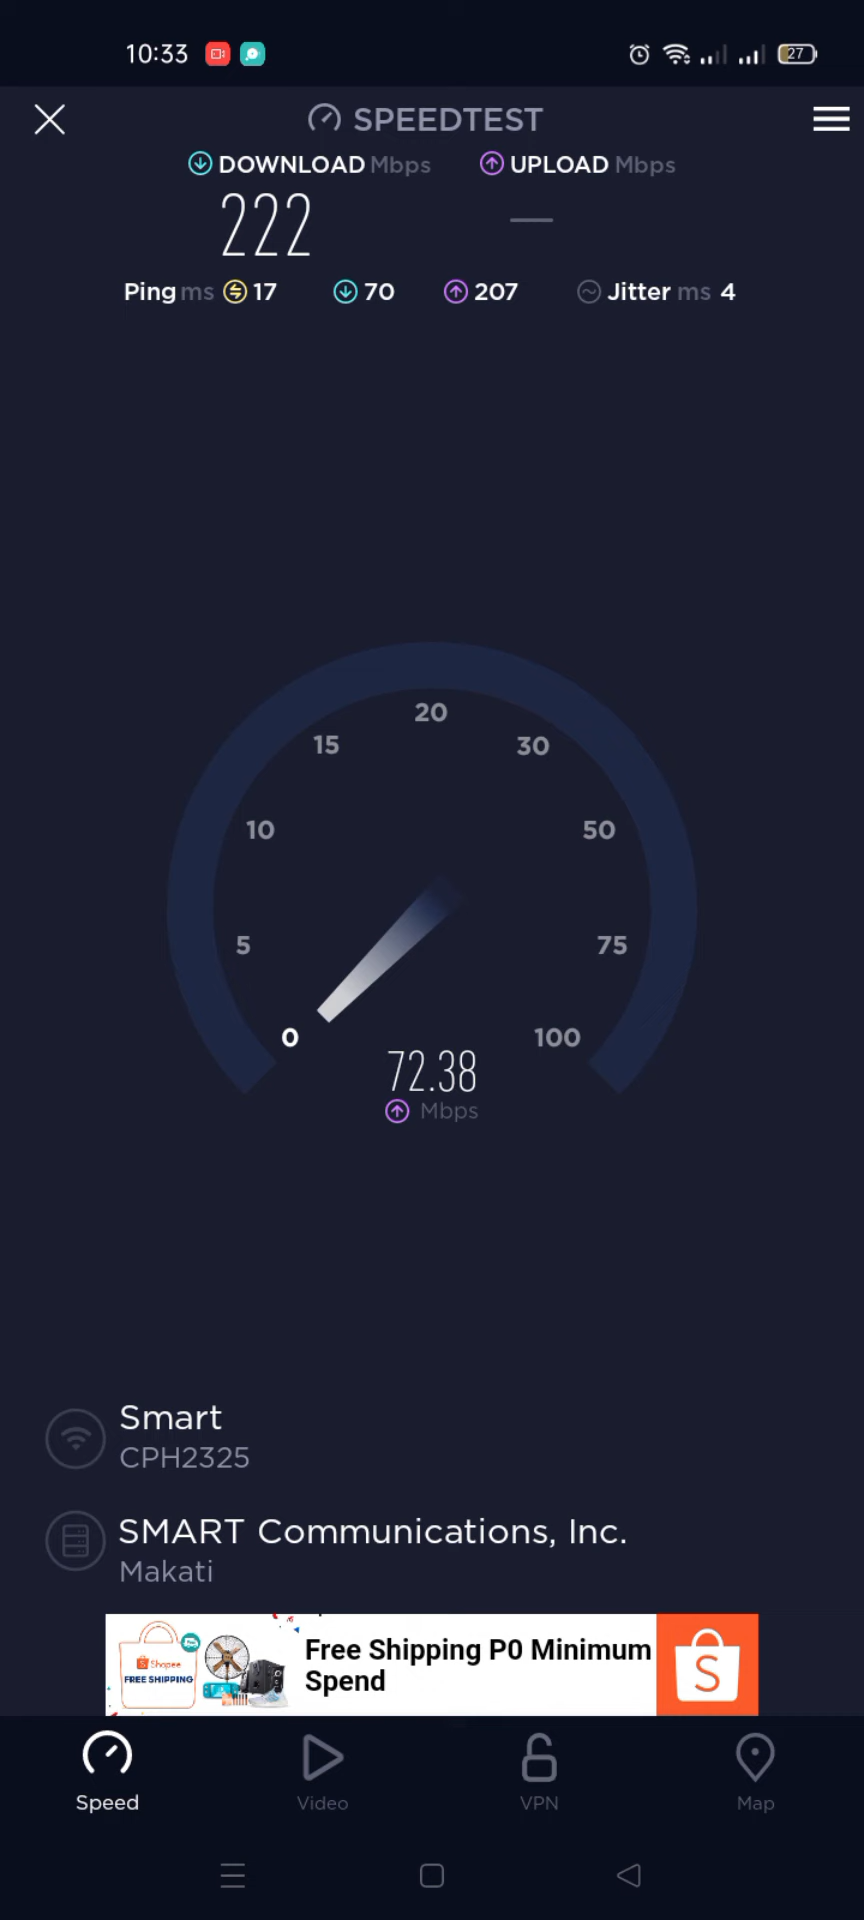 10:33
27
SPEEDTEST
DOWNLOAD Mbps UPLOAD Mbps
222 —
Ping ms 17 70 207 Jitter ms 4
20
15 30
10 50
5 75
0 100
72.38
Mbps
Smart
CPH2325
SMART Communications, Inc.
Makati
Shopee
FREE SHIPPING
Free Shipping P0 Minimum
Spend
S
Speed Video VPN Map